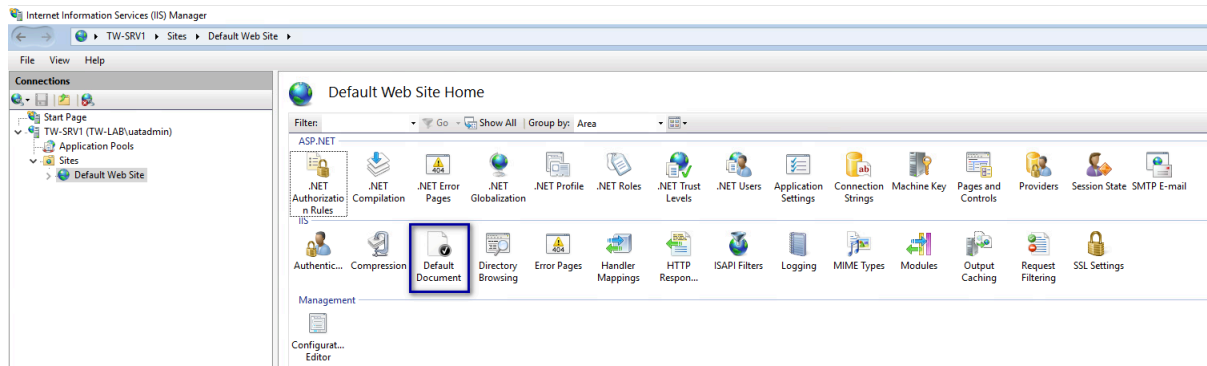 Internet Information Services (IIS) Manager
TW-SRV1 Sites Default Web Site
File View Help
Connections
Start Page
TW-SRV1 (TW-LAB\uatadmin)
Application Pools
Sites
Default Web Site
Default Web Site Home
Filter: Go Show All Group by: Area
ASP.NET
.NET Authorizatio n Rules
.NET Compilation
.NET Error Pages
.NET Globalization
.NET Profile
.NET Roles
.NET Trust Levels
.NET Users
Application Settings
Connection Strings
Machine Key
Pages and Controls
Providers
Session State
SMTP E-mail
IIS
Authentic...
Compression
Default Document
Directory Browsing
Error Pages
Handler Mappings
HTTP Respon...
ISAPI Filters
Logging
MIME Types
Modules
Output Caching
Request Filtering
SSL Settings
Management
Configurat... Editor